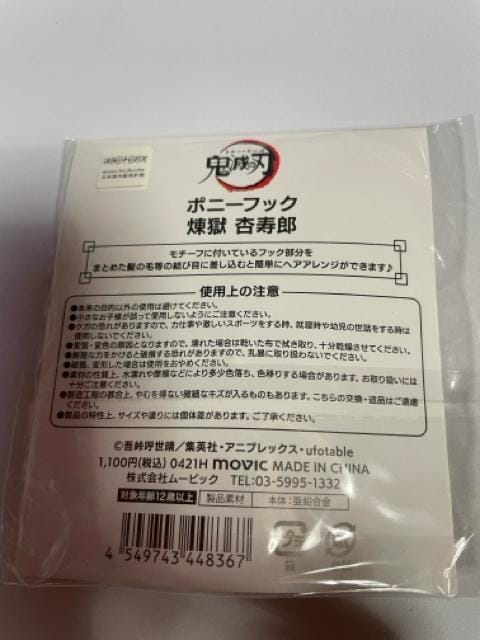 鬼滅の刃
ポニーフック
煉獄 杏寿郎
モチーフに付いているフック部分を
まとめた髪の毛等の結び目に差し込むと簡単にヘアアレンジができます♪
使用上の注意
●本来の目的以外の使用は避けてください。
●小さなお子様が誤って使用しないようにご注意ください。
●ケガの恐れがありますので、力仕事や激しいスポーツをする時、就寝時や幼児の世話をする時は
使用しないでください。
●変質・変色の原因となりますので、濡れた場合は乾いた布で拭き取り、十分乾燥させてください。
●無理な力をかけると破損する恐れがありますので、乱暴に取り扱わないでください。
●破損、変形した場合は使用をおやめください。
●素材の性質上、水濡れや摩擦などにより多少色落ち、色移りする場合があります。お取り扱いには
十分ご注意ください。
●製造工程の都合上、やむを得ない微細なキズが入るものもあります。こちらの交換・返品はご遠慮
ください。
●製品の特性上、サイズや塗りには個体差があります。ご了承ください。
©吾峠呼世晴/集英社・アニプレックス・ufotable
1,100円(税込) 0421H movic MADE IN CHINA
株式会社ムービック TEL:03-5995-1332
対象年齢12歳以上 製品素材 本体:亜鉛合金
4 549743 448367
袋